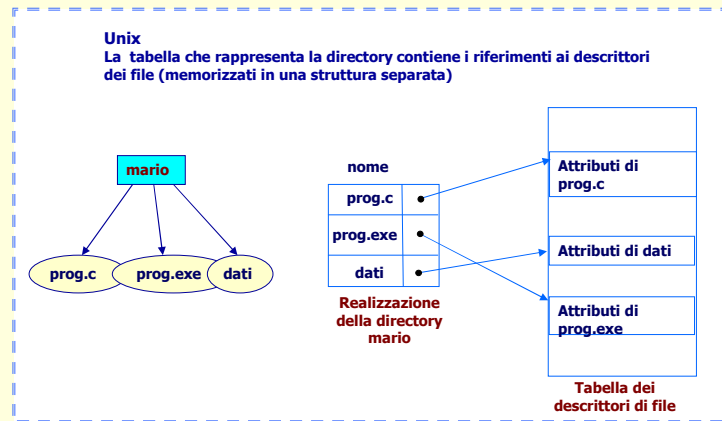 Unix
La tabella che rappresenta la directory contiene i riferimenti ai descrittori
dei file (memorizzati in una struttura separata)
mario
prog.c
prog.exe
dati
nome
prog.c
prog.exe
dati
Realizzazione
della directory
mario
Attributi di
prog.c
Attributi di dati
Attributi di
prog.exe
Tabella dei
descrittori di file